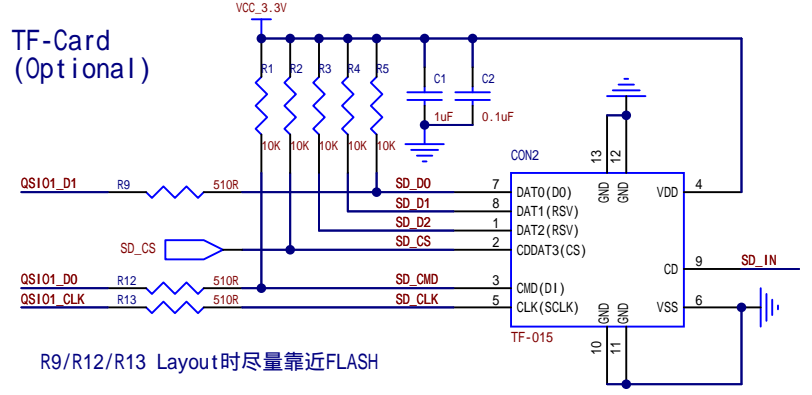 VCC_3.3V
TF-Card
(Optional)
R1 R2 R3 R4 R5 C1 C2
10K 10K 10K 10K 10K 1uF 0.1uF
CON2
13 12
GND GND
QSIO1_D1 R9 510R SD_D0 7 DAT0(D0) VDD 4
SD_D1 8 DAT1(RSV)
SD_D2 1 DAT2(RSV)
SD_CS SD_CS 2 CDDAT3(CS)
CD 9 SD_IN
QSIO1_D0 R12 510R SD_CMD 3 CMD(DI)
QSIO1_CLK R13 510R SD_CLK 5 CLK(SCLK) VSS 6
GND GND
10 11
TF-015
R9/R12/R13 Layout时尽量靠近FLASH